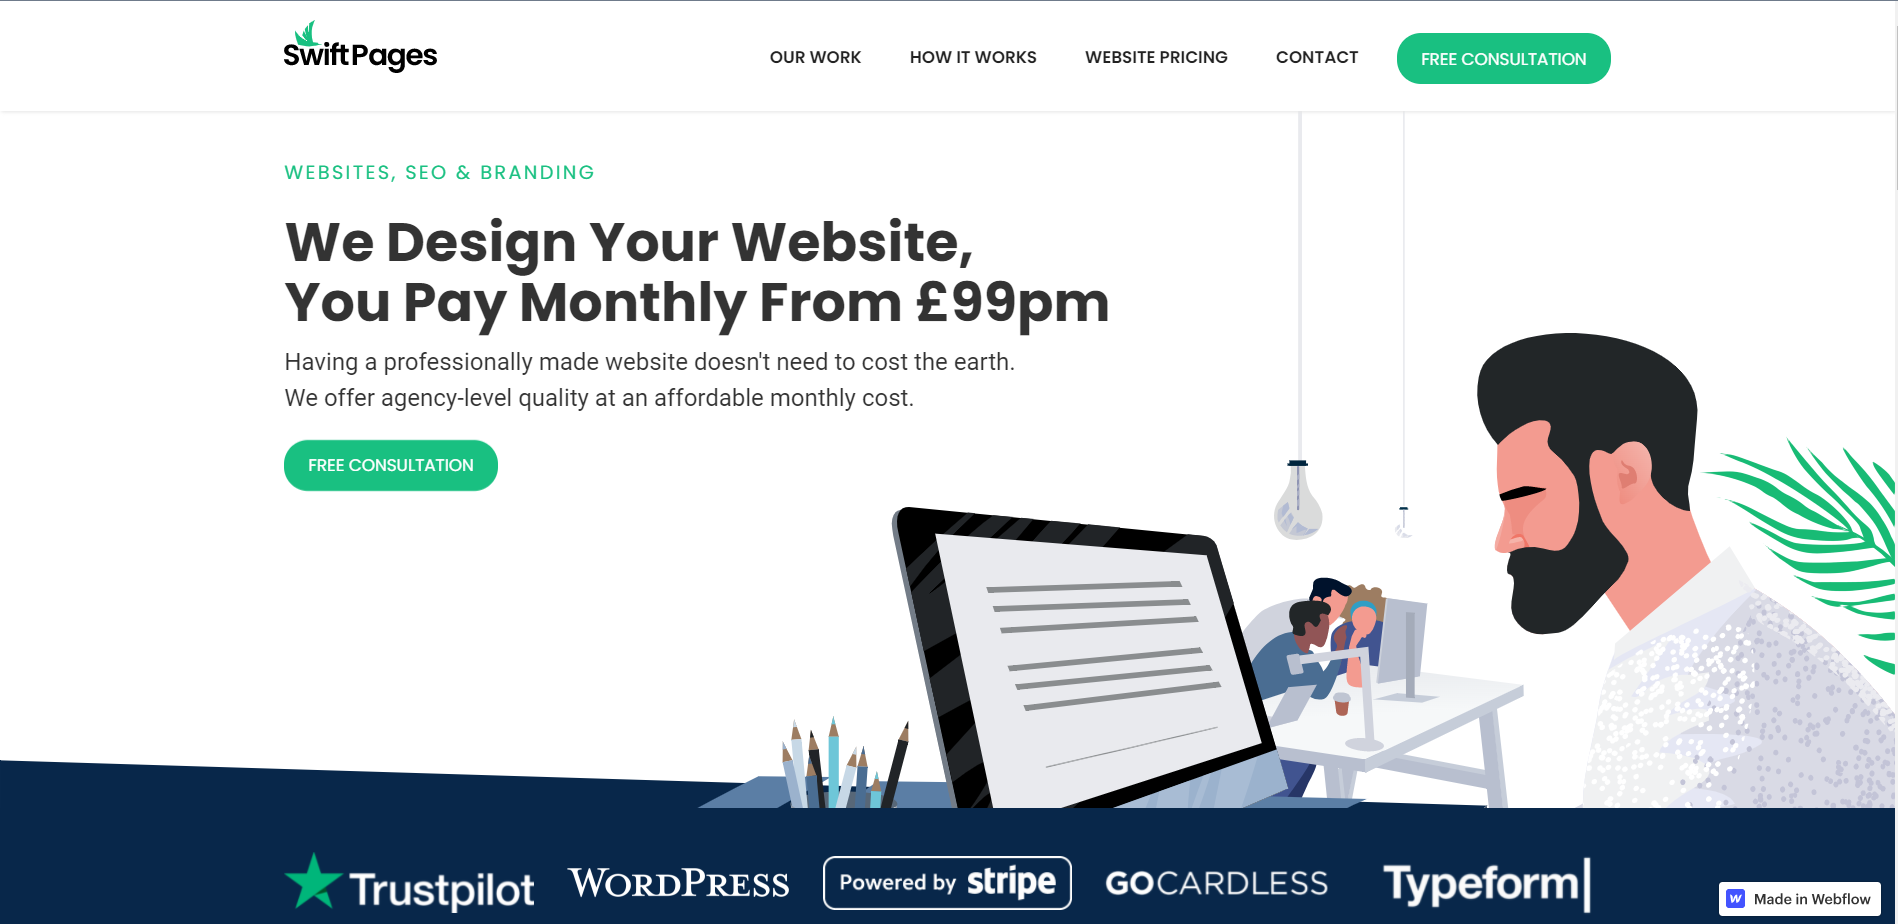 SwiftPages
OUR WORK
HOW IT WORKS
WEBSITE PRICING
CONTACT
FREE CONSULTATION
WEBSITES, SEO & BRANDING
We Design Your Website,
You Pay Monthly From £99pm
Having a professionally made website doesn't need to cost the earth.
We offer agency-level quality at an affordable monthly cost.
FREE CONSULTATION
Trustpilot
WORDPRESS
Powered by stripe
GOCARDLESS
Typeform
Made in Webflow